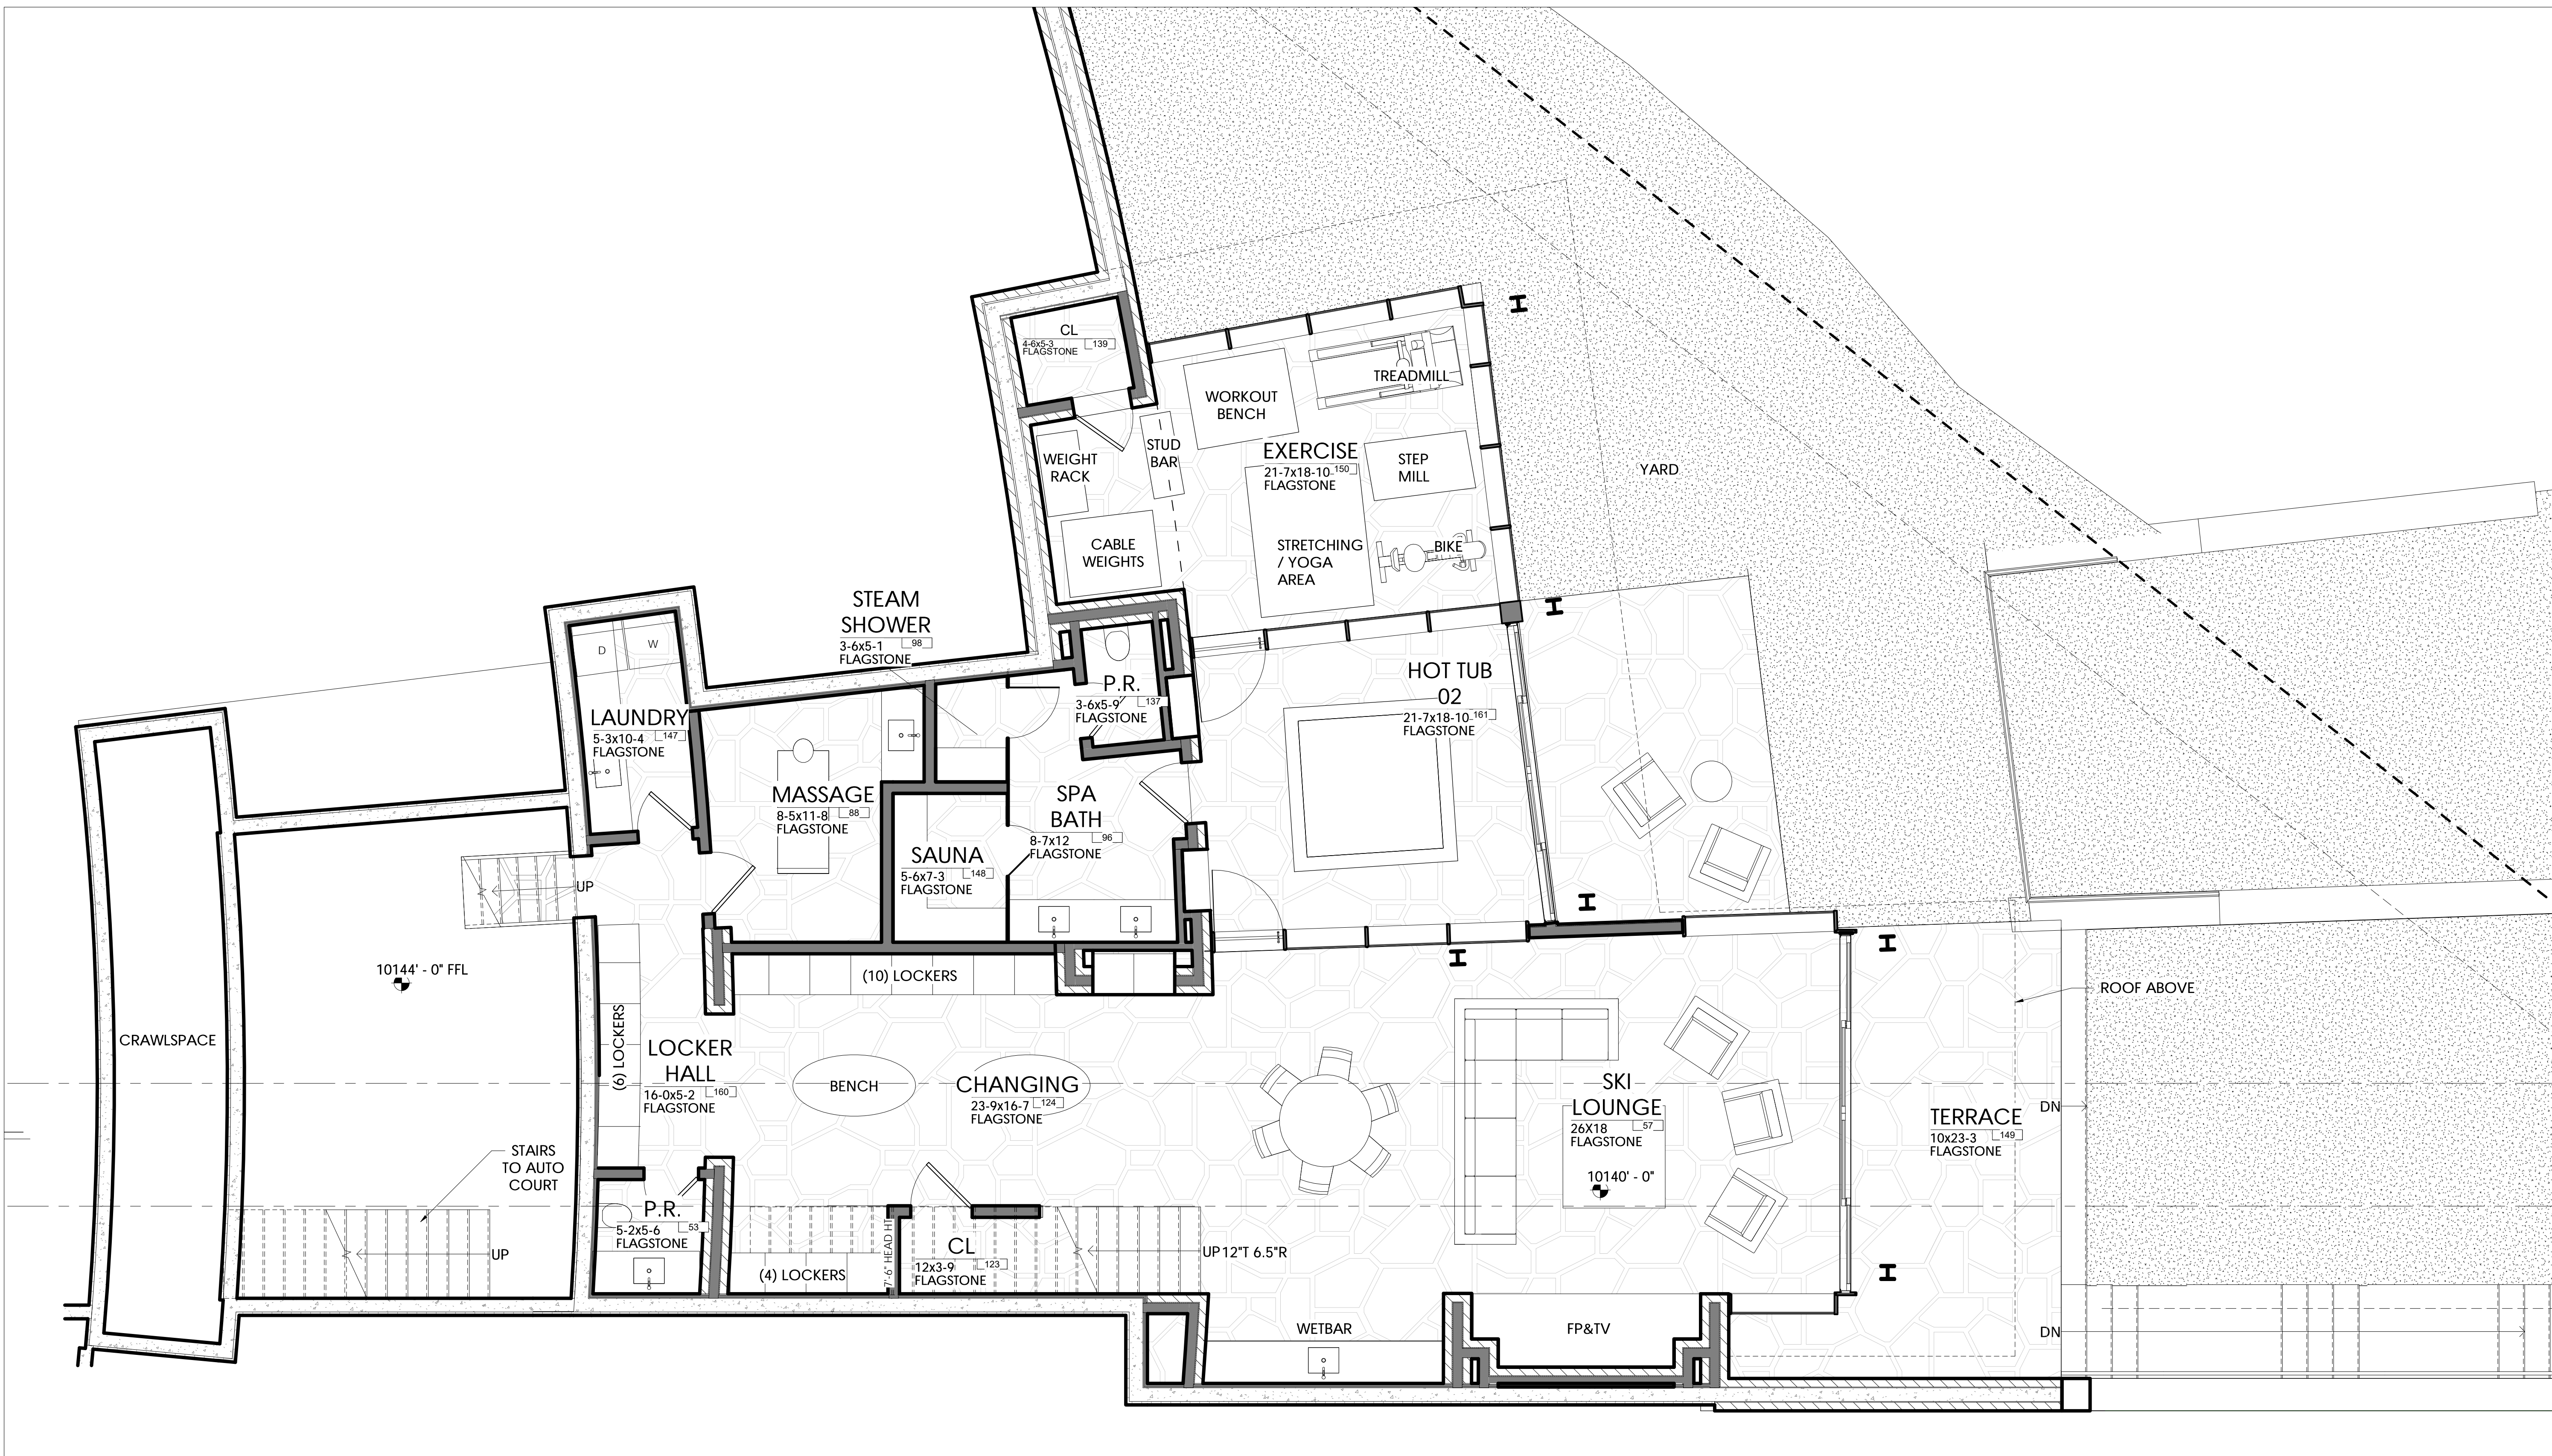 CL
4-6x5-3 139
FLAGSTONE
TREADMILL
WORKOUT
BENCH
STUD
BAR
EXERCISE
21-7x18-10 150
FLAGSTONE
WEIGHT
RACK
STEP
MILL
YARD
CABLE
WEIGHTS
STRETCHING
/ YOGA
AREA
BIKE
STEAM
SHOWER
3-6x5-1 98
FLAGSTONE
D
W
HOT TUB
02
21-7x18-10 161
FLAGSTONE
P.R.
3-6x5-9 137
FLAGSTONE
LAUNDRY
5-3x10-4 147
FLAGSTONE
MASSAGE
8-5x11-8 88
FLAGSTONE
SPA
BATH
8-7x12 96
FLAGSTONE
SAUNA
5-6x7-3 148
FLAGSTONE
UP
10144' - 0" FFL
(10) LOCKERS
ROOF ABOVE
CRAWLSPACE
(6) LOCKERS
LOCKER
HALL
16-0x5-2 160
FLAGSTONE
BENCH
CHANGING
23-9x16-7 124
FLAGSTONE
SKI
LOUNGE
26X18 57
FLAGSTONE
10140' - 0"
TERRACE
10x23-3 149
FLAGSTONE
DN
STAIRS
TO AUTO
COURT
P.R.
5-2x5-6 53
FLAGSTONE
UP
(4) LOCKERS
7'-6" HEAD HT
CL
12x3-9 123
FLAGSTONE
UP 12"T 6.5"R
WETBAR
FP&TV
DN